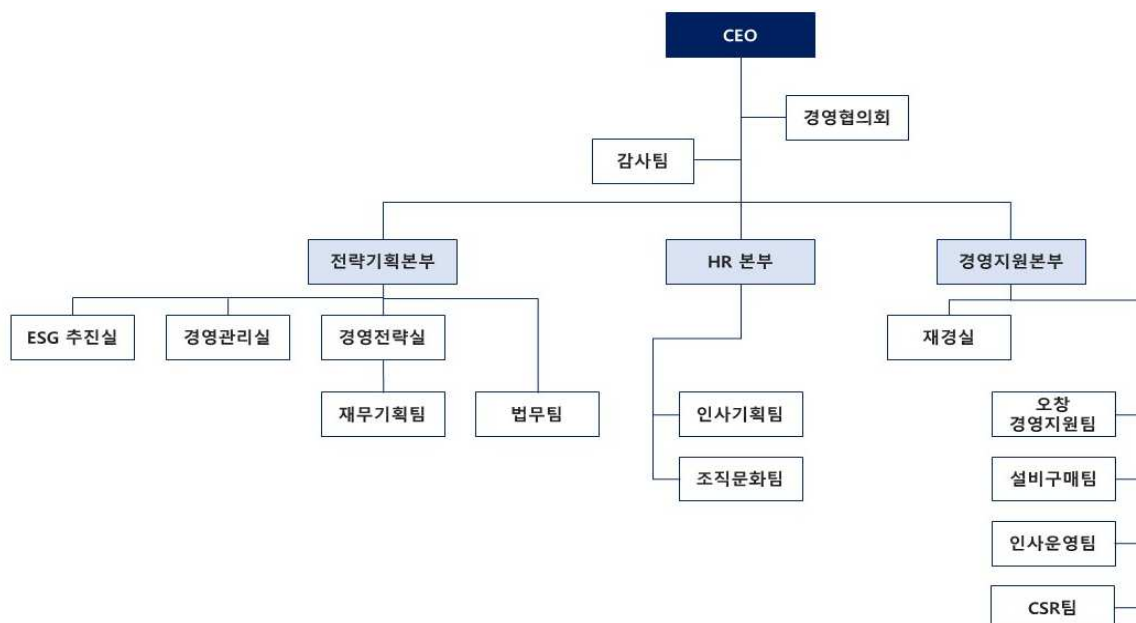 CEO
경영협의회
감사팀
전략기획본부
HR 본부
경영지원본부
ESG 추진실
경영관리실
경영전략실
재경실
재무기획팀
법무팀
인사기획팀
오창
경영지원팀
조직문화팀
설비구매팀
인사운영팀
CSR팀